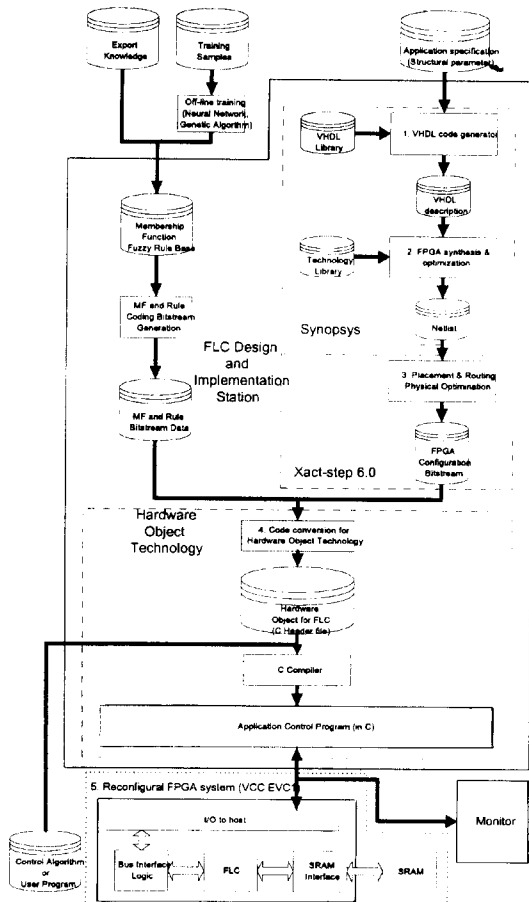 Export
Knowledge
Training
Samples
Application specification
(Structural parameter)
Off-line training
(Neural Network,
Genetic Algorithm)
VHDL
Library
1. VHDL code generator
VHDL
description
Membership
Function
Fuzzy Rule Base
Technology
Library
2. FPGA synthesis &
optimization
MF and Rule
Coding Bitstream
Generation
Synopsys
Netlist
FLC Design
and
Implementation
Station
3. Placement & Routing
Physical Optimination
MF and Rule
Bitstream Data
FPGA
Configuration
Bitstream
Xact-step 6.0
Hardware
Object
Technology
4. Code conversion for
Hardware Object Technology
Hardware
Object for FLC
(C Header file)
C Compiler
Application Control Program (in C)
5. Reconfigural FPGA system (VCC EVC1)
I/O to host
Monitor
Control Algorithm
or
User Program
Bus Interface
Logic
FLC
SRAM
Interface
SRAM